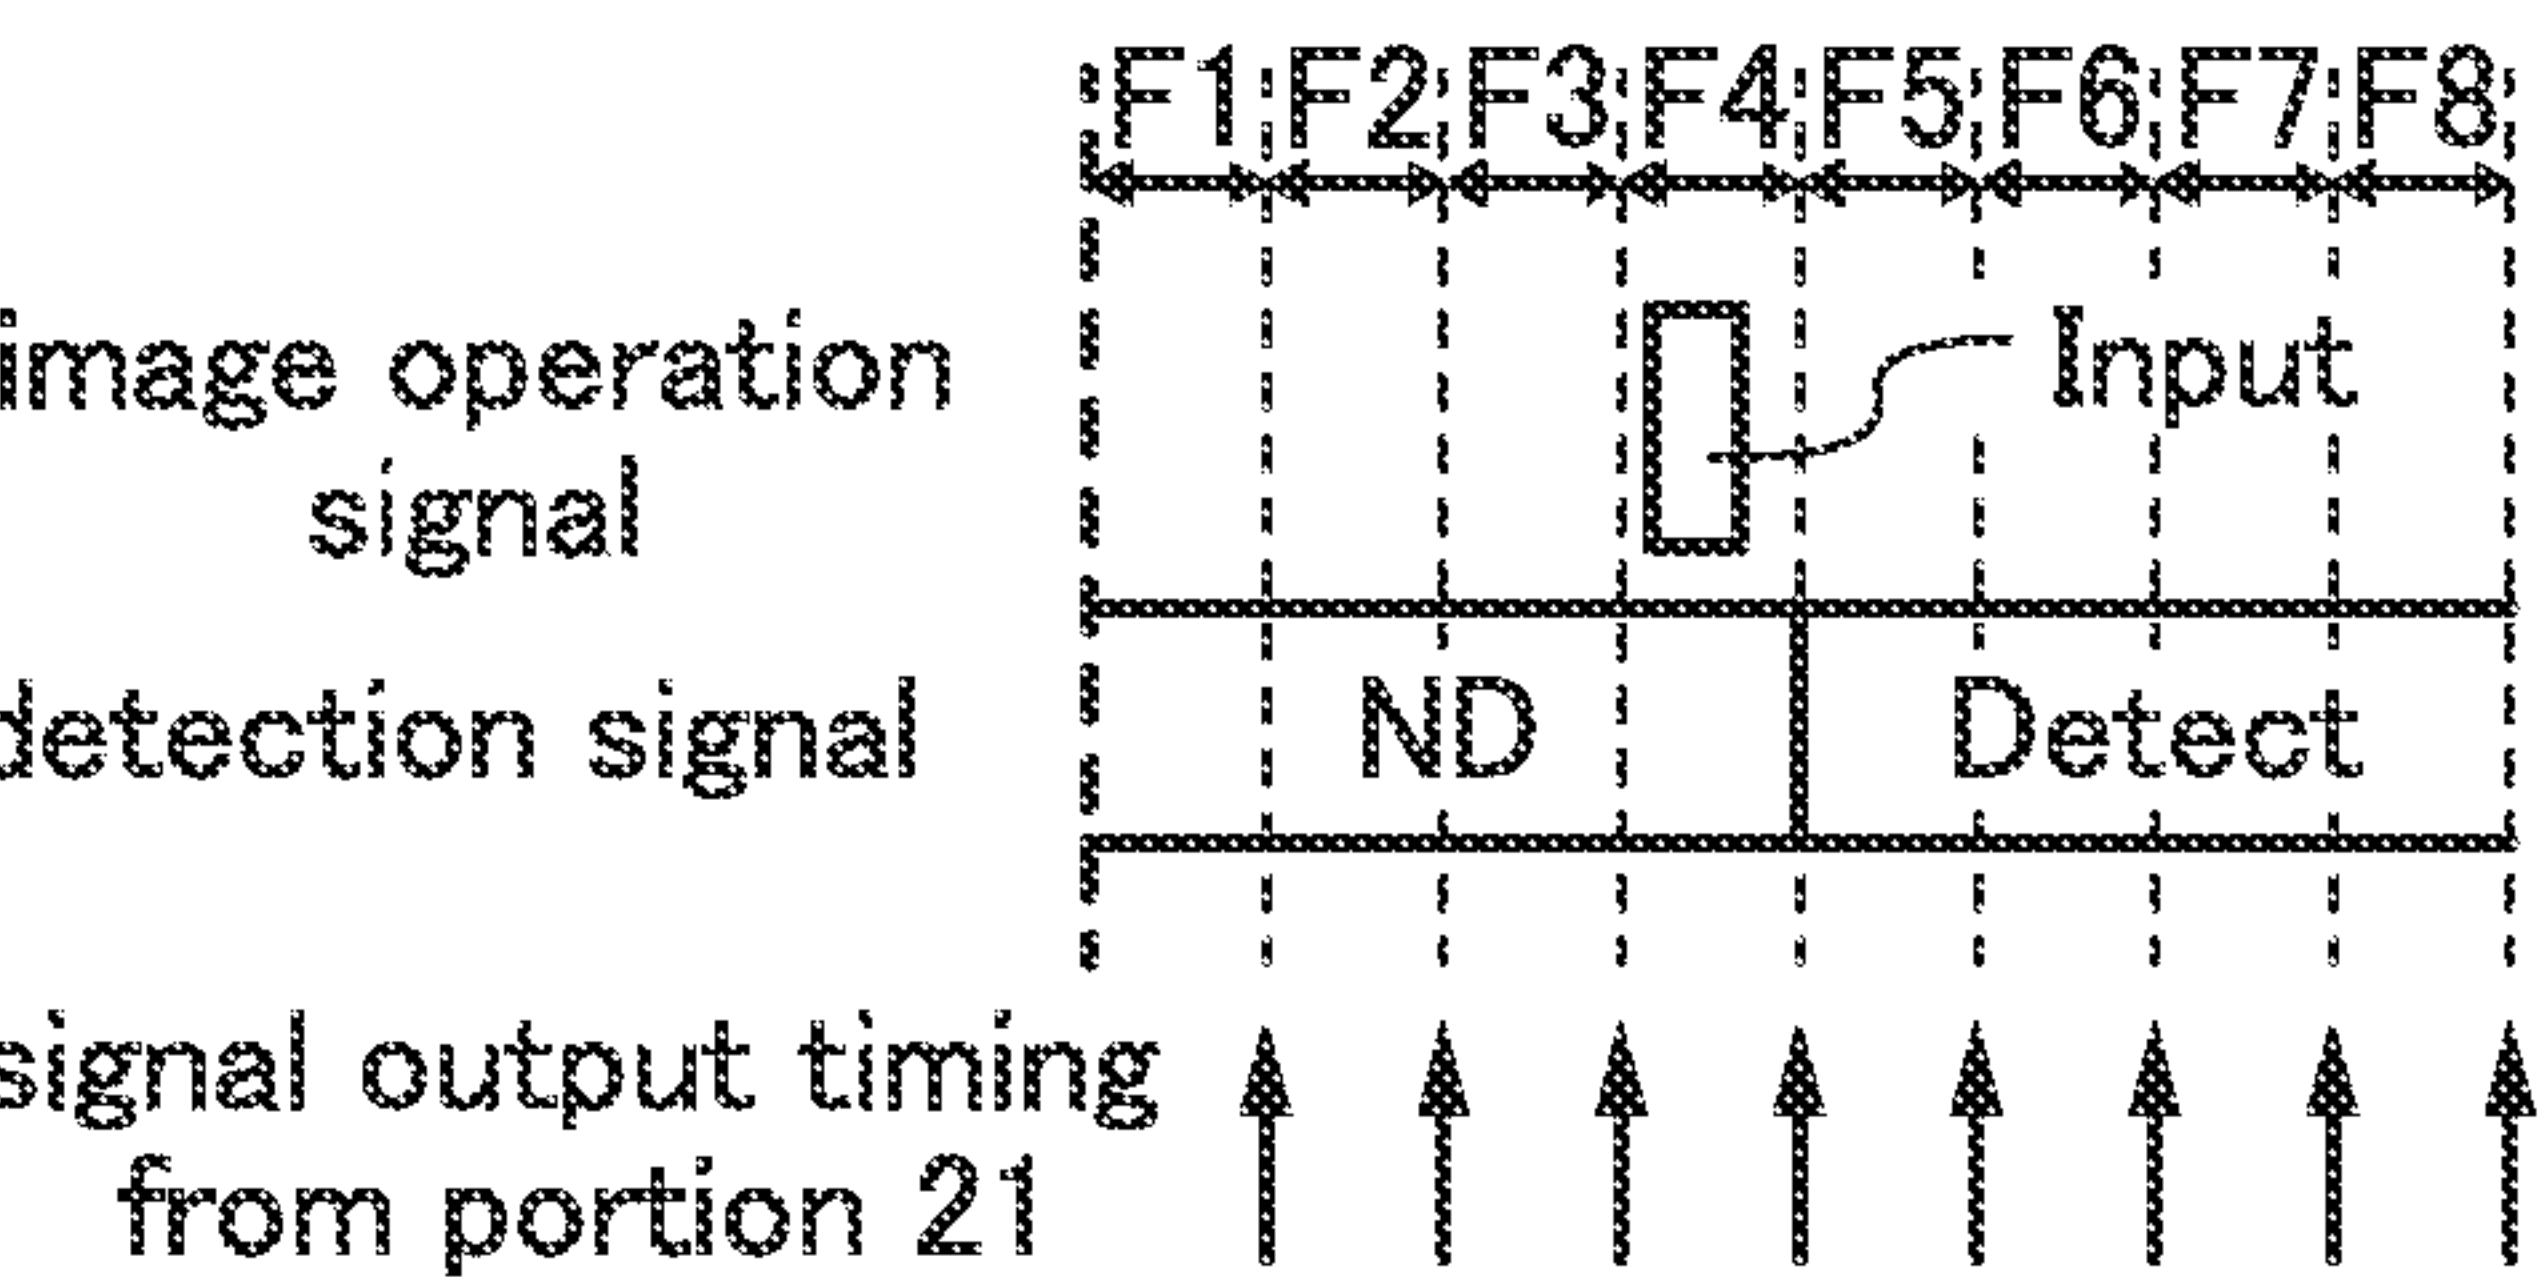 F1 F2 F3 F4 F5 F6 F7 F8
image operation
signal
Input
detection signal
ND
Detect
signal output timing
from portion 21